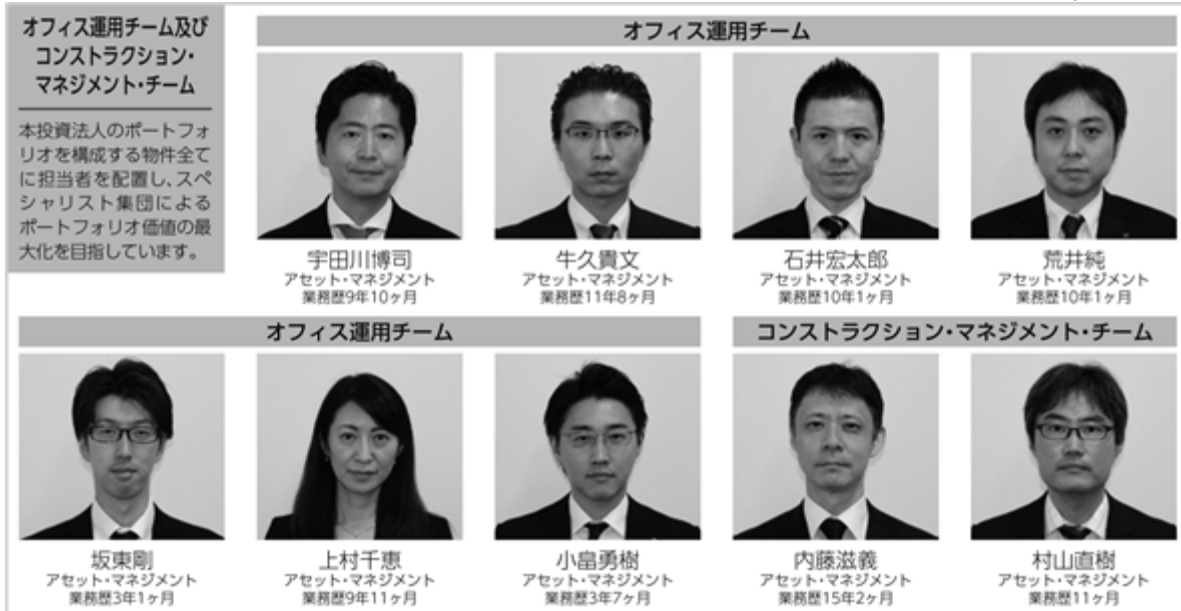 オフィス運用チーム及び
コンストラクション・
マネジメント・チーム
本投資法人のポートフォ
リオを構成する物件全て
に担当者を配置し、スペ
シャリスト集団による
ポートフォリオ価値の最
大化を目指しています。
オフィス運用チーム
宇田川博司
アセット・マネジメント
業務歴9年10ヶ月
牛久貴文
アセット・マネジメント
業務歴11年8ヶ月
石井宏太郎
アセット・マネジメント
業務歴10年1ヶ月
荒井純
アセット・マネジメント
業務歴10年1ヶ月
オフィス運用チーム
坂東剛
アセット・マネジメント
業務歴3年1ヶ月
上村千恵
アセット・マネジメント
業務歴9年11ヶ月
小畠勇樹
アセット・マネジメント
業務歴3年7ヶ月
コンストラクション・マネジメント・チーム
内藤滋義
アセット・マネジメント
業務歴15年2ヶ月
村山直樹
アセット・マネジメント
業務歴11ヶ月